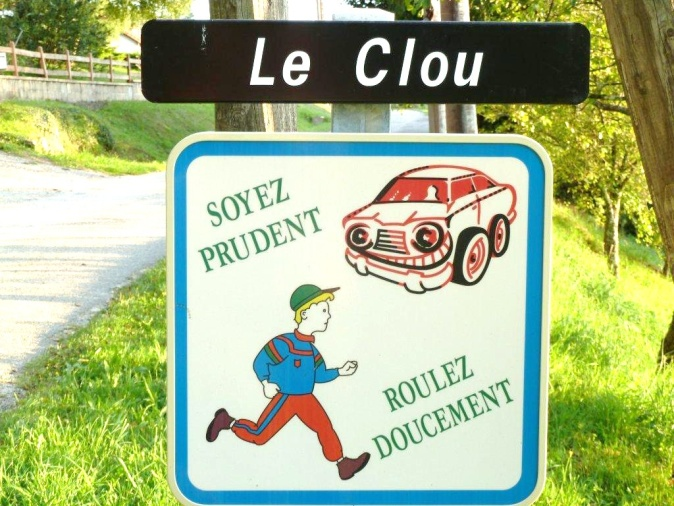 Le Clou
SOYEZ
PRUDENT
ROULEZ
DOUCEMENT